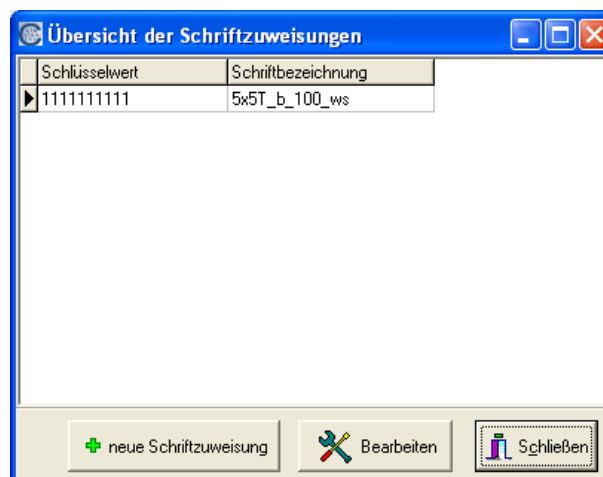 Übersicht der Schriftzuweisungen
Schlüsselwert Schriftbezeichnung
1111111111 5x5T_b_100_ws
neue Schriftzuweisung Bearbeiten Schließen